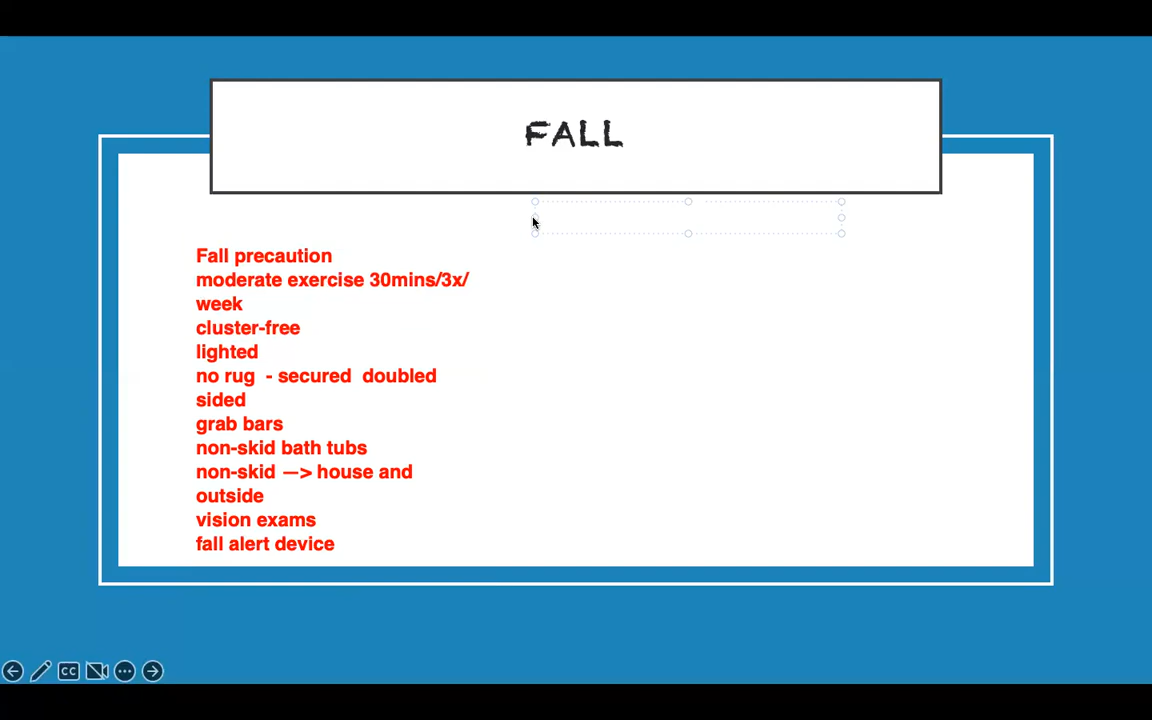 FALL
Fall precaution
moderate exercise 30mins/3x/
week
cluster-free
lighted
no rug - secured doubled
sided
grab bars
non-skid bath tubs
non-skid —> house and
outside
vision exams
fall alert device
CC